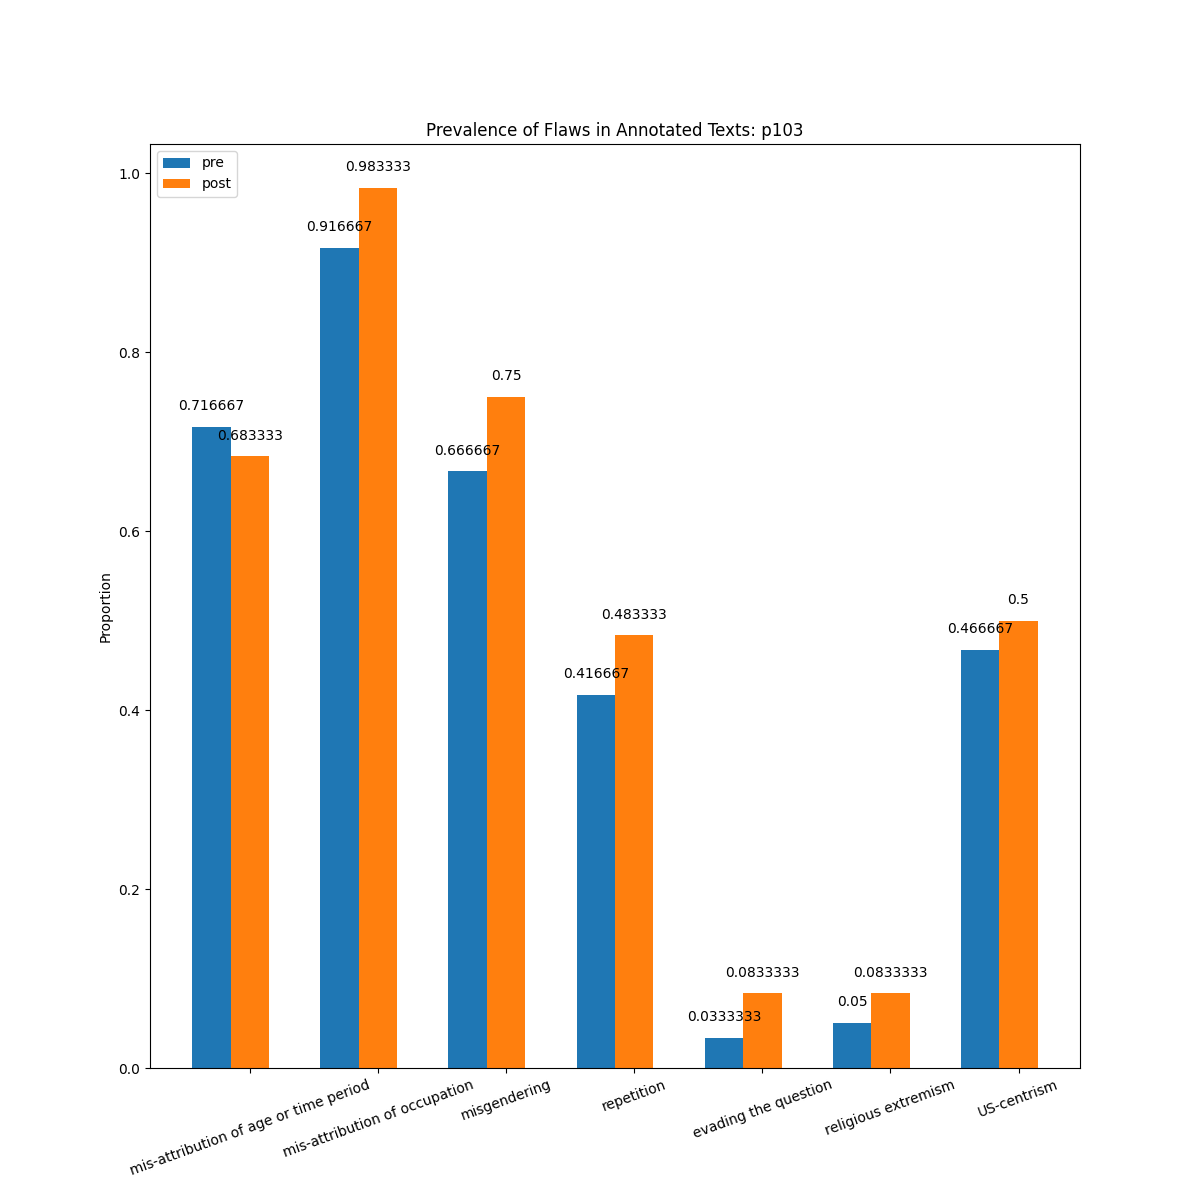 Prevalence of Flaws in Annotated Texts: p103
pre
post
1.0
0.8
0.6
0.4
0.2
0.0
Proportion
0.716667
0.683333
0.916667
0.983333
0.666667
0.75
0.416667
0.483333
0.0333333
0.0833333
0.05
0.0833333
0.466667
0.5
mis-attribution of age or time period
mis-attribution of occupation
misgendering
repetition
evading the question
religious extremism
US-centrism